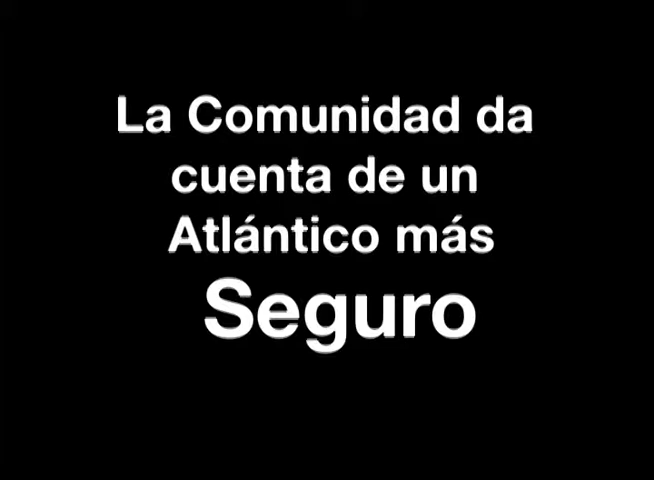 La Comunidad da
cuenta de un
Atlántico más
Seguro